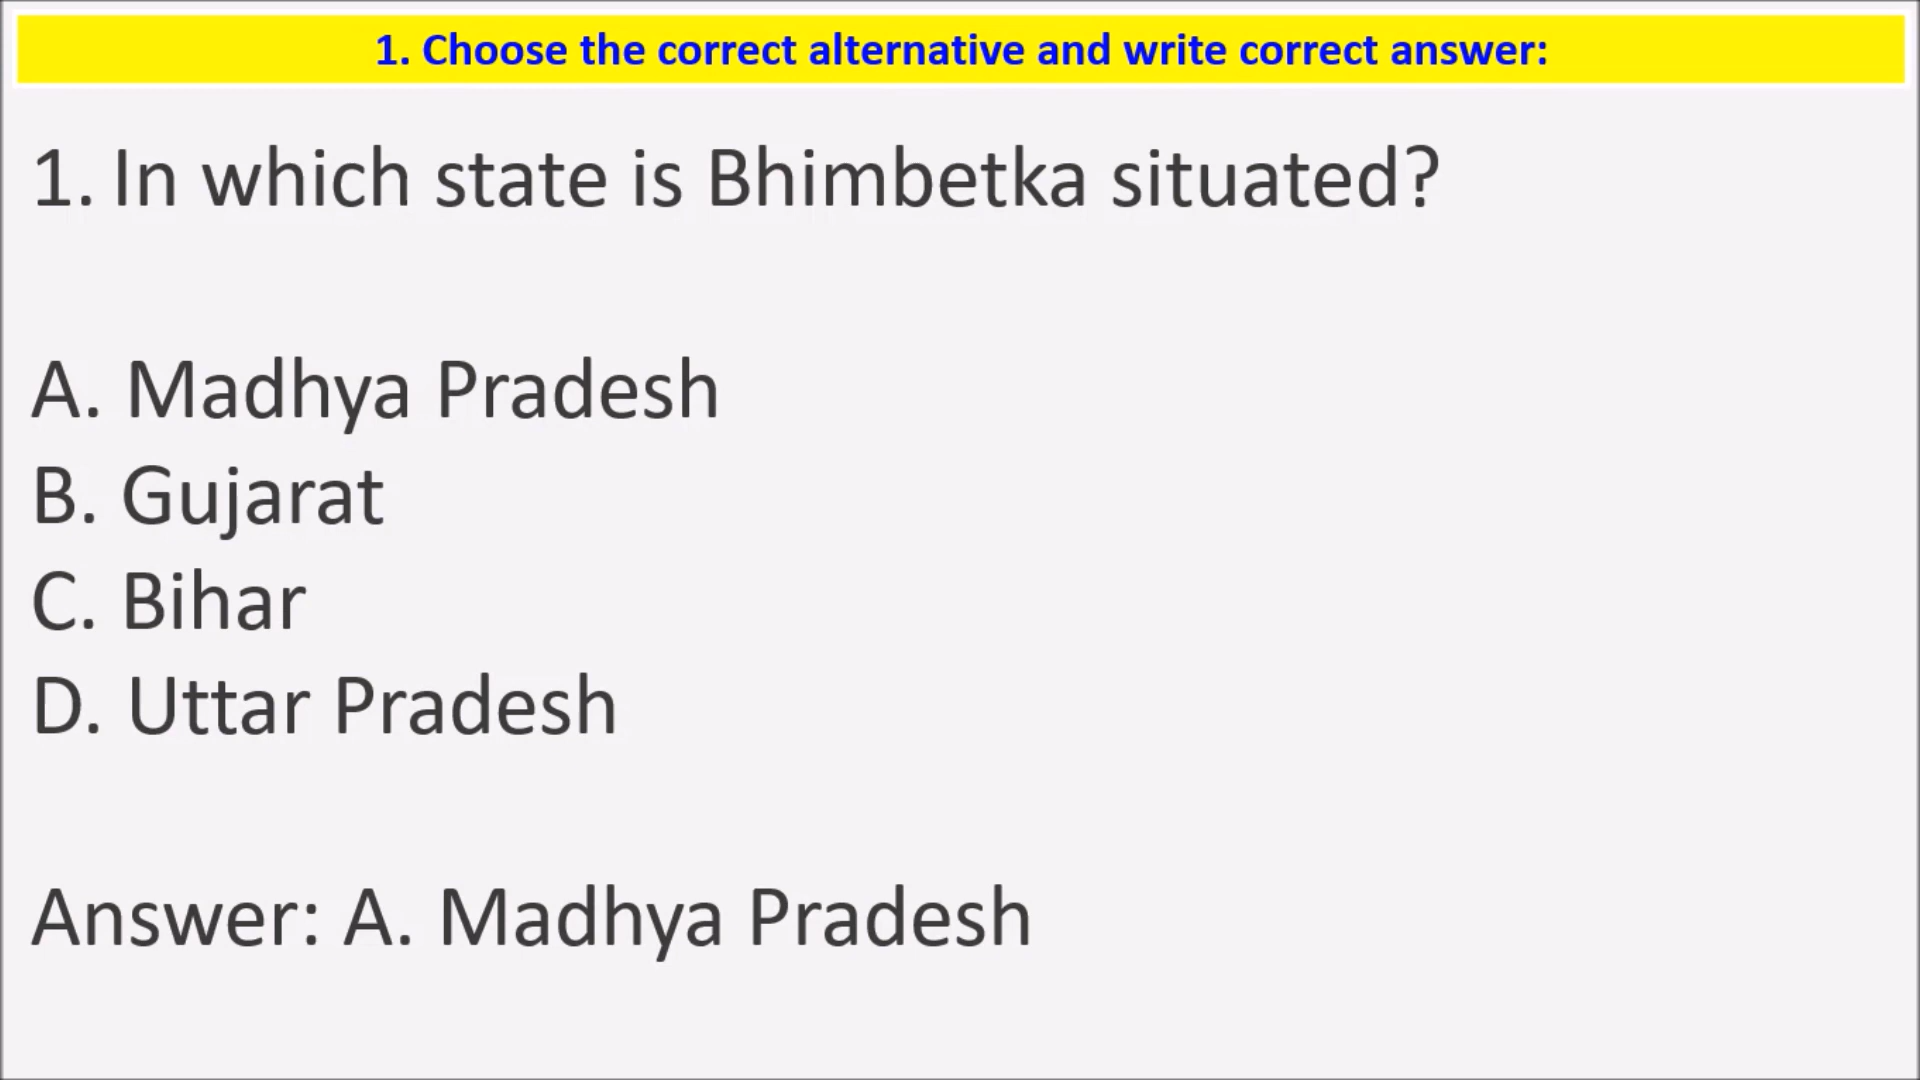 1. Choose the correct alternative and write correct answer:
1. In which state is Bhimbetka situated?
A. Madhya Pradesh
B. Gujarat
C. Bihar
D. Uttar Pradesh
Answer: A. Madhya Pradesh